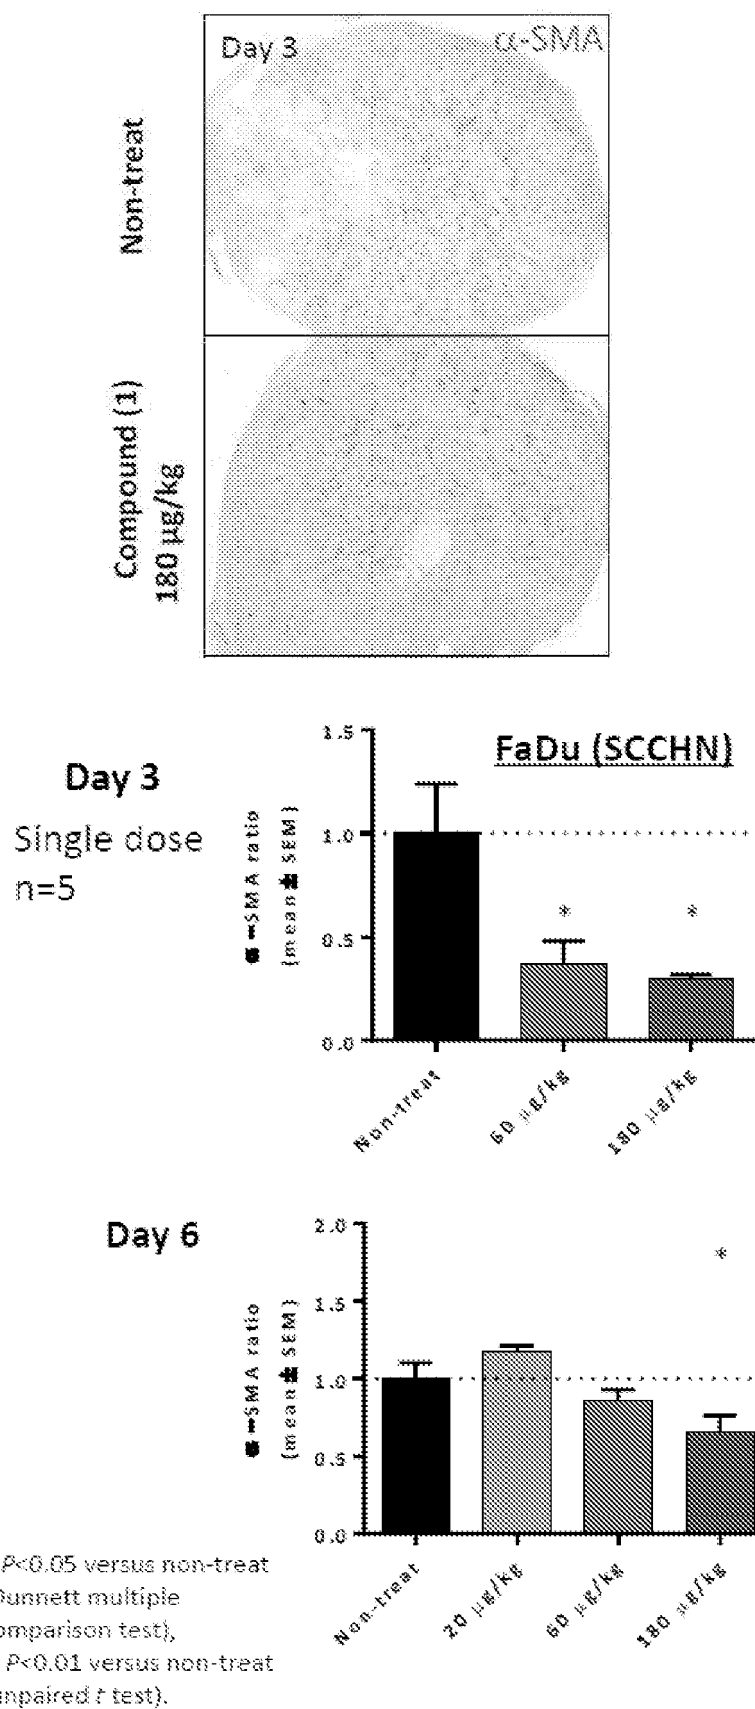 Day 3
α-SMA
Non-treat
Compound (1)
180 µg/kg
Day 3
Single dose
n=5
FaDu (SCCHN)
α-SMA ratio
(mean ± SEM)
1.5
1.0
0.5
0.0
*
*
Non-treat
60 µg/kg
180 µg/kg
Day 6
α-SMA ratio
(mean ± SEM)
2.0
1.5
1.0
0.5
0.0
*
Non-treat
20 µg/kg
60 µg/kg
180 µg/kg
P<0.05 versus non-treat
Dunnett multiple
omparison test),
P<0.01 versus non-treat
unpaired t test).